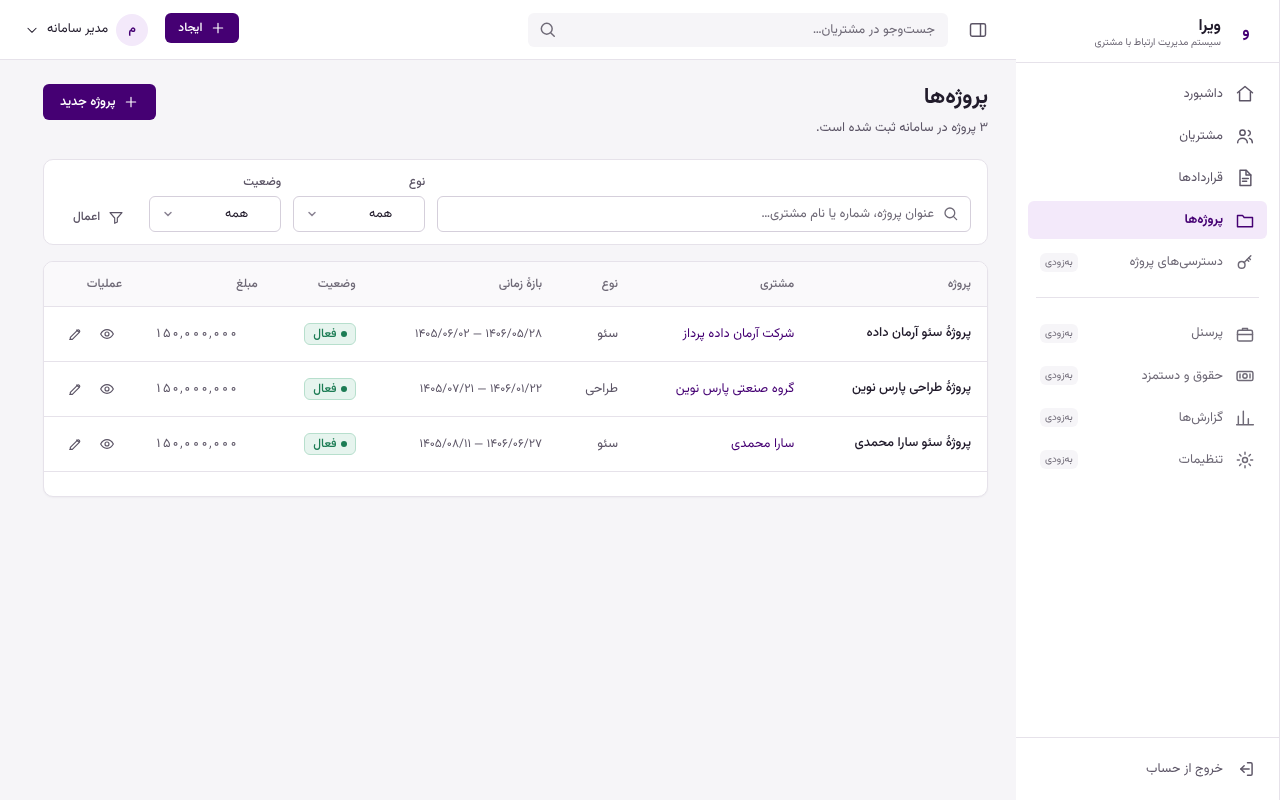 و
ویرا
سیستم مدیریت ارتباط با مشتری
داشبورد
مشتریان
قراردادها
پروژه‌ها
دسترسی‌های پروژه
به‌زودی
پرسنل
به‌زودی
حقوق و دستمزد
به‌زودی
گزارش‌ها
به‌زودی
تنظیمات
به‌زودی
خروج از حساب
جست‌وجو در مشتریان...
ایجاد
م
مدیر سامانه
پروژه‌ها
۳ پروژه در سامانه ثبت شده است.
پروژه جدید
نوع
وضعیت
عنوان پروژه، شماره یا نام مشتری...
همه
همه
اعمال
پروژه مشتری نوع بازهٔ زمانی وضعیت مبلغ عملیات
پروژهٔ سئو آرمان داده شرکت آرمان داده پرداز سئو ۱۴۰۵/۰۶/۰۲ — ۱۴۰۶/۰۵/۲۸ فعال ۱۵۰,۰۰۰,۰۰۰
پروژهٔ طراحی پارس نوین گروه صنعتی پارس نوین طراحی ۱۴۰۵/۰۷/۲۱ — ۱۴۰۶/۰۱/۲۲ فعال ۱۵۰,۰۰۰,۰۰۰
پروژهٔ سئو سارا محمدی سارا محمدی سئو ۱۴۰۵/۰۸/۱۱ — ۱۴۰۶/۰۶/۲۷ فعال ۱۵۰,۰۰۰,۰۰۰